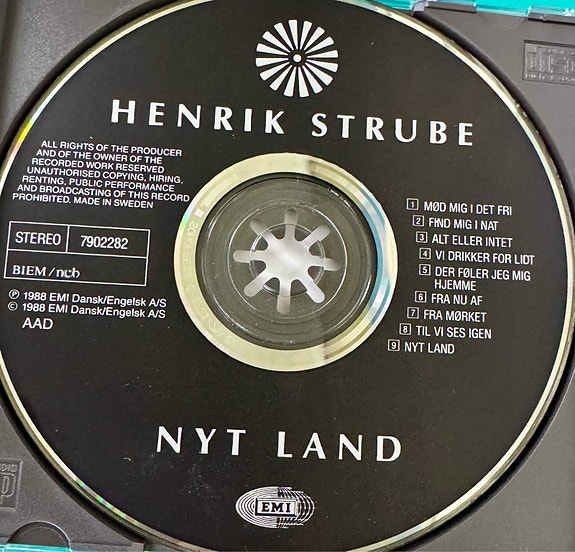 HENRIK STRUBE
ALL RIGHTS OF THE PRODUCER
AND OF THE OWNER OF THE
RECORDED WORK RESERVED
UNAUTHORISED COPYING, HIRING,
RENTING, PUBLIC PERFORMANCE
AND BROADCASTING OF THIS RECORD
PROHIBITED. MADE IN SWEDEN
STEREO 7902282
BIEM/ncb
℗ 1988 EMI Dansk/Engelsk A/S
© 1988 EMI Dansk/Engelsk A/S
AAD
1 MØD MIG I DET FRI
2 FIND MIG I NAT
3 ALT ELLER INTET
4 VI DRIKKER FOR LIDT
5 DER FØLER JEG MIG
HJEMME
6 FRA NU AF
7 FRA MØRKET
8 TIL VI SES IGEN
9 NYT LAND
NYT LAND
EMI